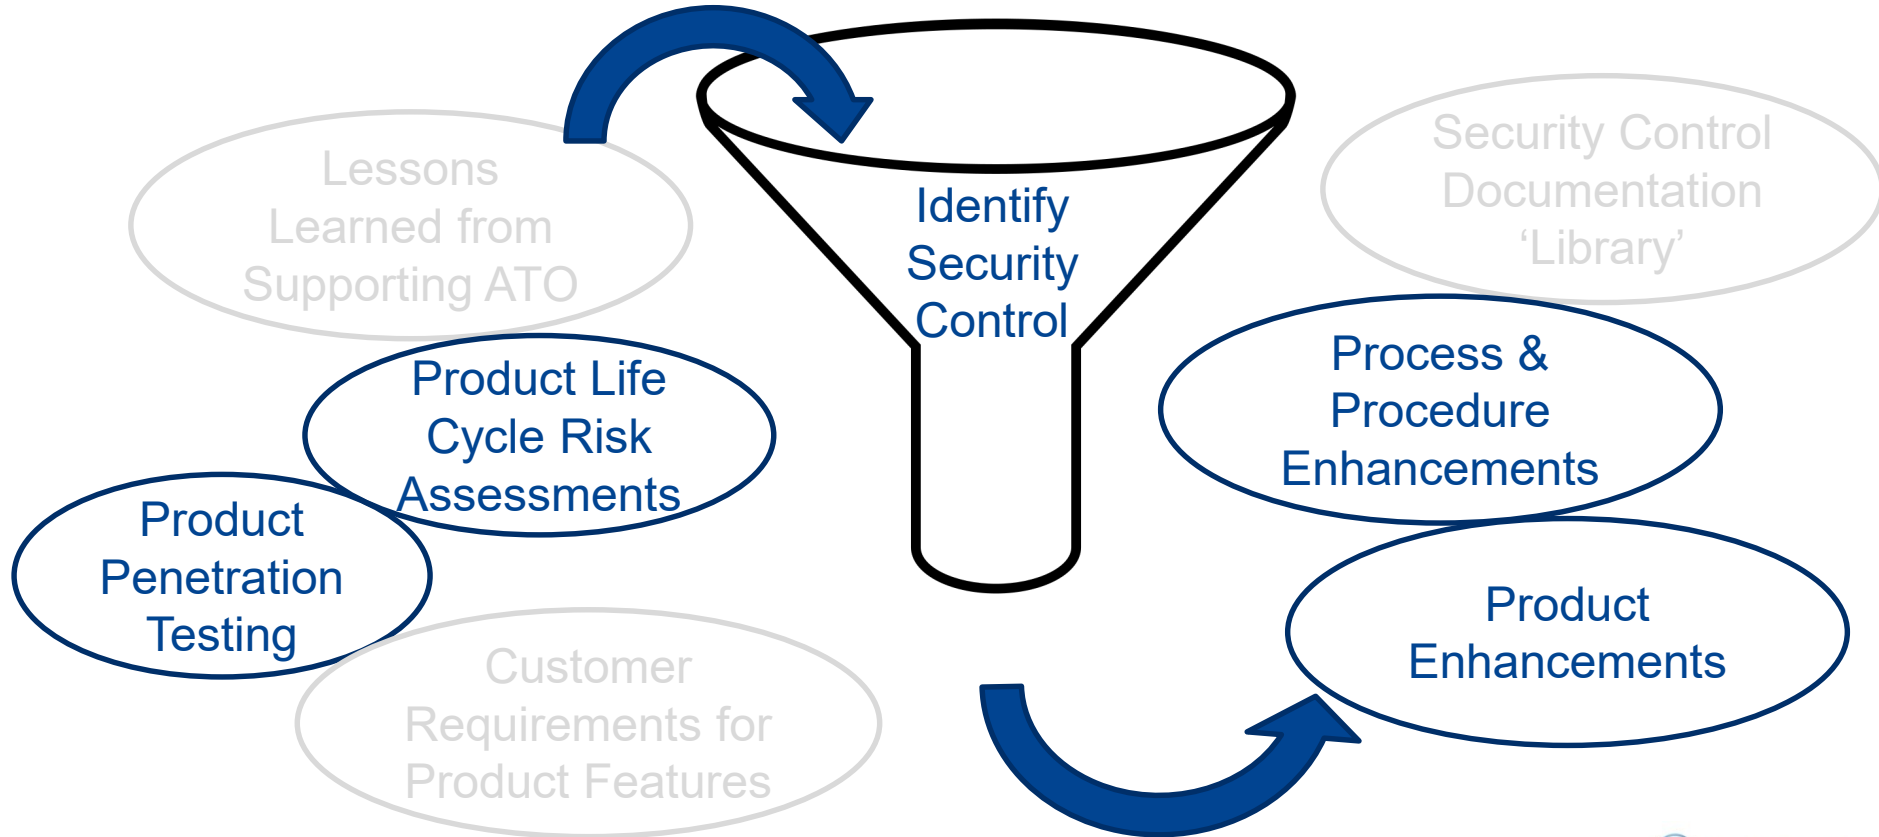 Lessons
Learned from
Supporting ATO
Product Life
Cycle Risk
Assessments
Product
Penetration
Testing
Customer
Requirements for
Product Features
Identify
Security
Control
Security Control
Documentation
‘Library’
Process &
Procedure
Enhancements
Product
Enhancements